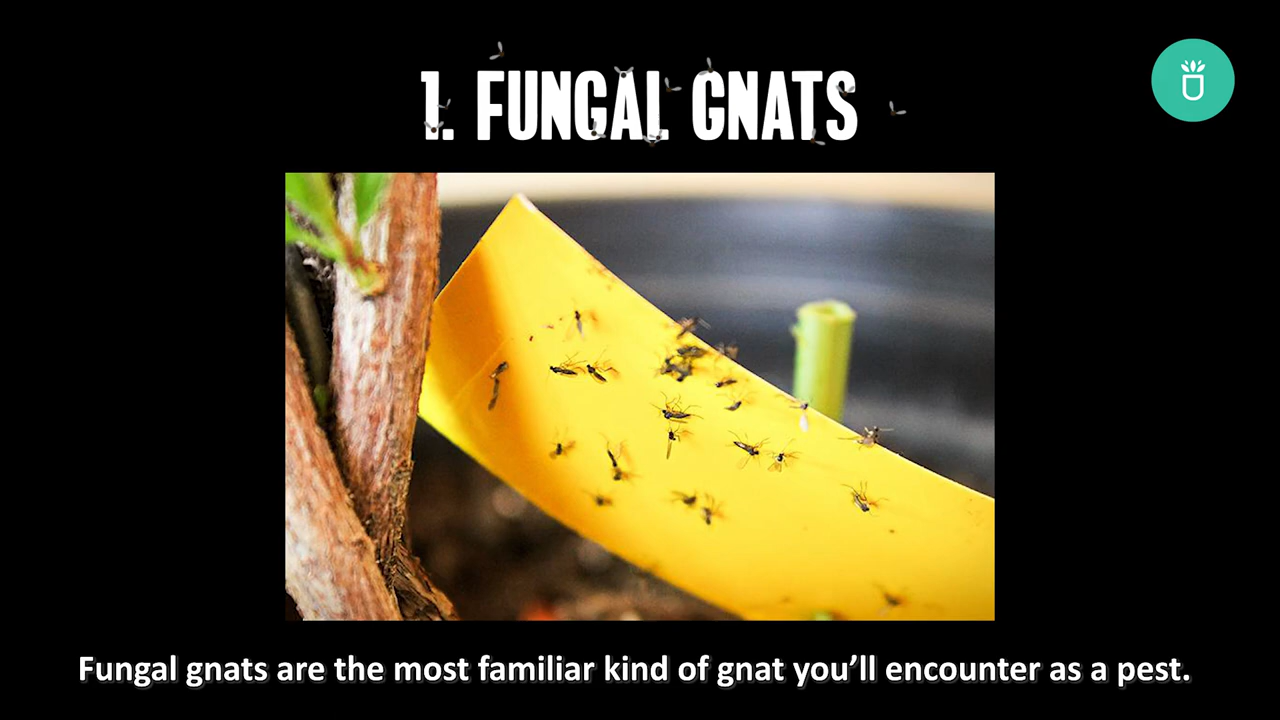 1. FUNGAL GNATS
Fungal gnats are the most familiar kind of gnat you’ll encounter as a pest.